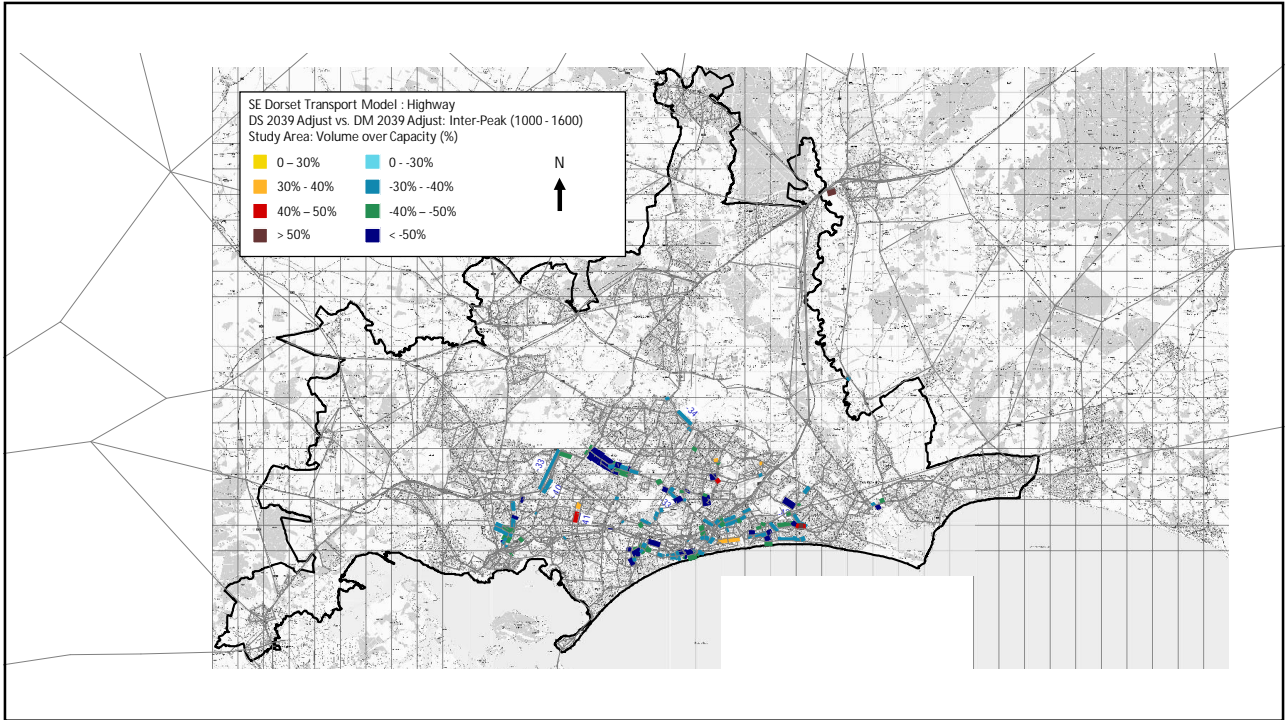 SE Dorset Transport Model : Highway
DS 2039 Adjust vs. DM 2039 Adjust: Inter-Peak (1000 - 1600)
Study Area: Volume over Capacity (%)
0 – 30% 0 - -30%
30% - 40% -30% - -40%
40% – 50% -40% – -50%
> 50% < -50%
N
-34